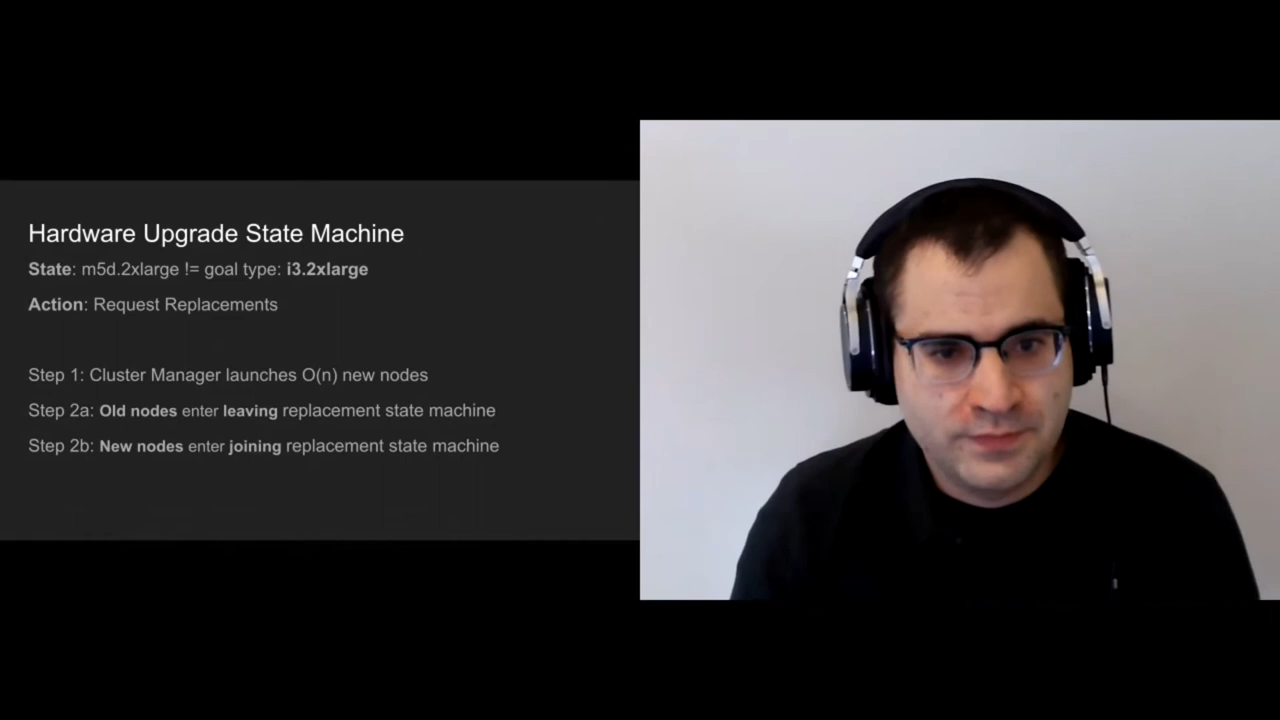 Hardware Upgrade State Machine
State: m5d.2xlarge != goal type: i3.2xlarge
Action: Request Replacements
Step 1: Cluster Manager launches O(n) new nodes
Step 2a: Old nodes enter leaving replacement state machine
Step 2b: New nodes enter joining replacement state machine